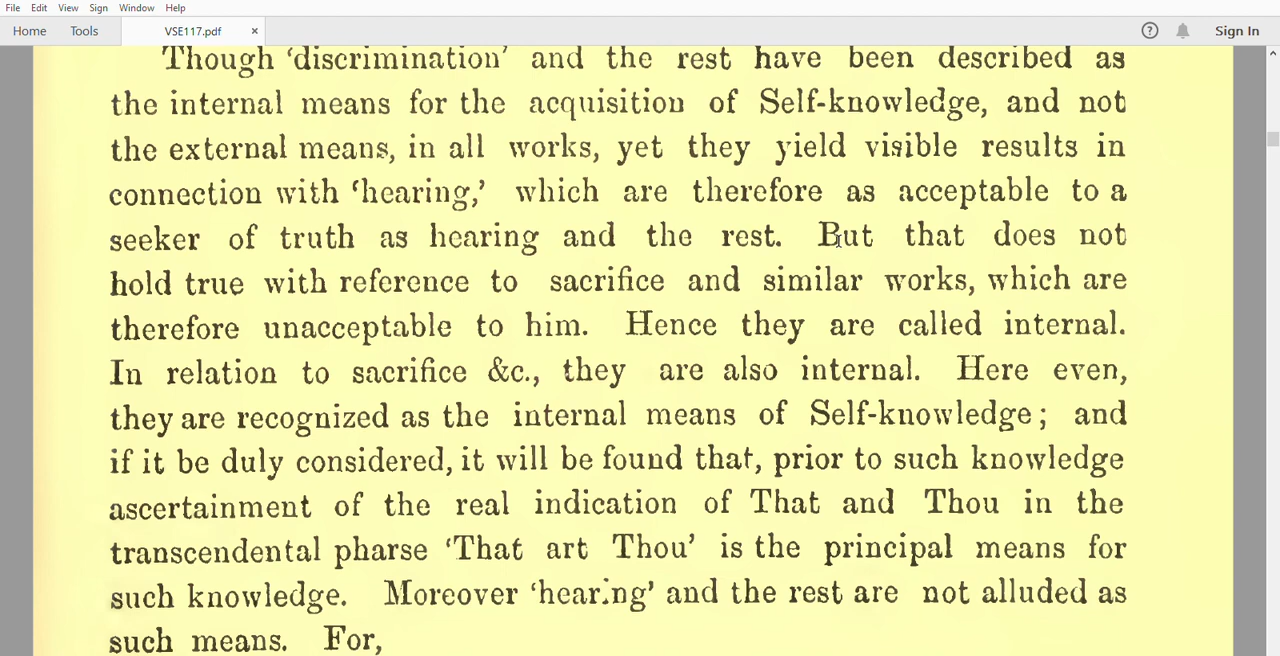 File Edit View Sign Window Help
Home Tools VSE117.pdf × ? Sign In
Though ‘discrimination’ and the rest have been described as
the internal means for the acquisition of Self-knowledge, and not
the external means, in all works, yet they yield visible results in
connection with ‘hearing,’ which are therefore as acceptable to a
seeker of truth as hearing and the rest. But that does not
hold true with reference to sacrifice and similar works, which are
therefore unacceptable to him. Hence they are called internal.
In relation to sacrifice &c., they are also internal. Here even,
they are recognized as the internal means of Self-knowledge; and
if it be duly considered, it will be found that, prior to such knowledge
ascertainment of the real indication of That and Thou in the
transcendental pharse ‘That art Thou’ is the principal means for
such knowledge. Moreover ‘hearing’ and the rest are not alluded as
such means. For,